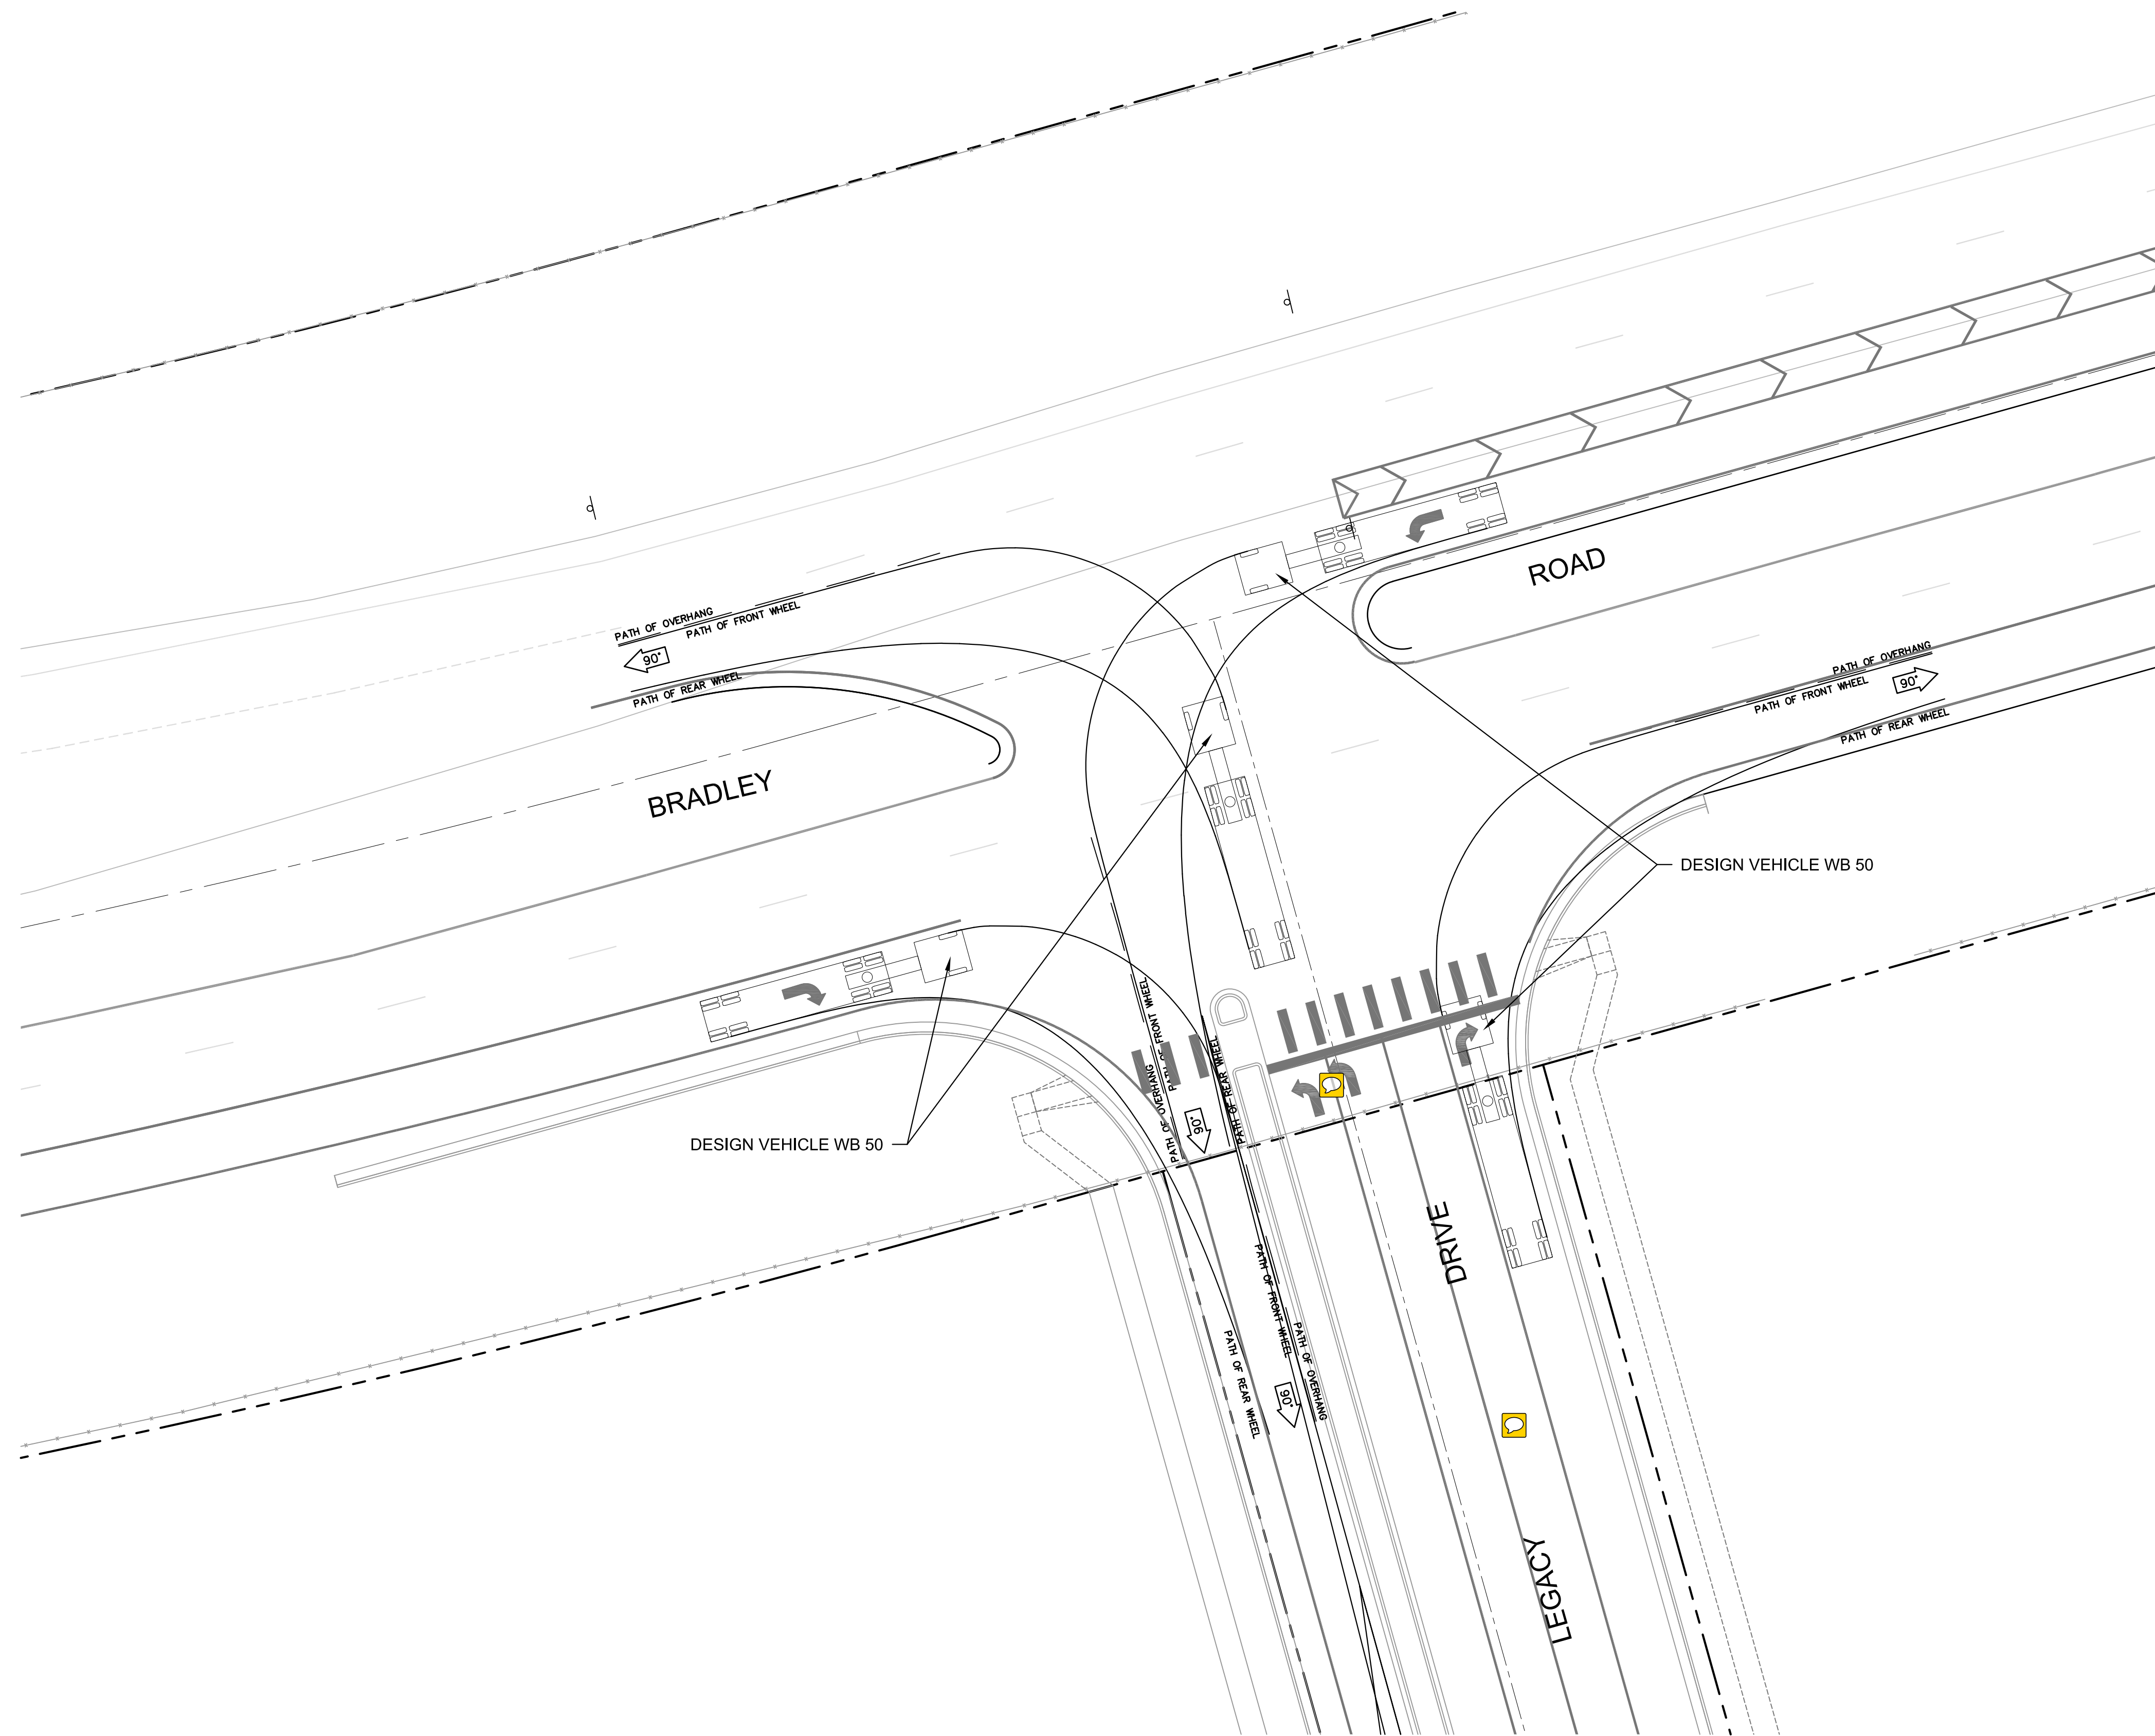 PATH OF OVERHANG
PATH OF FRONT WHEEL
90°
PATH OF REAR WHEEL
ROAD
PATH OF OVERHANG
PATH OF FRONT WHEEL
90°
PATH OF REAR WHEEL
BRADLEY
DESIGN VEHICLE WB 50
PATH OF FRONT WHEEL
PATH OF OVERHANG
90°
PATH OF REAR WHEEL
DESIGN VEHICLE WB 50
DRIVE
PATH OF FRONT WHEEL
PATH OF OVERHANG
PATH OF REAR WHEEL
90°
LEGACY